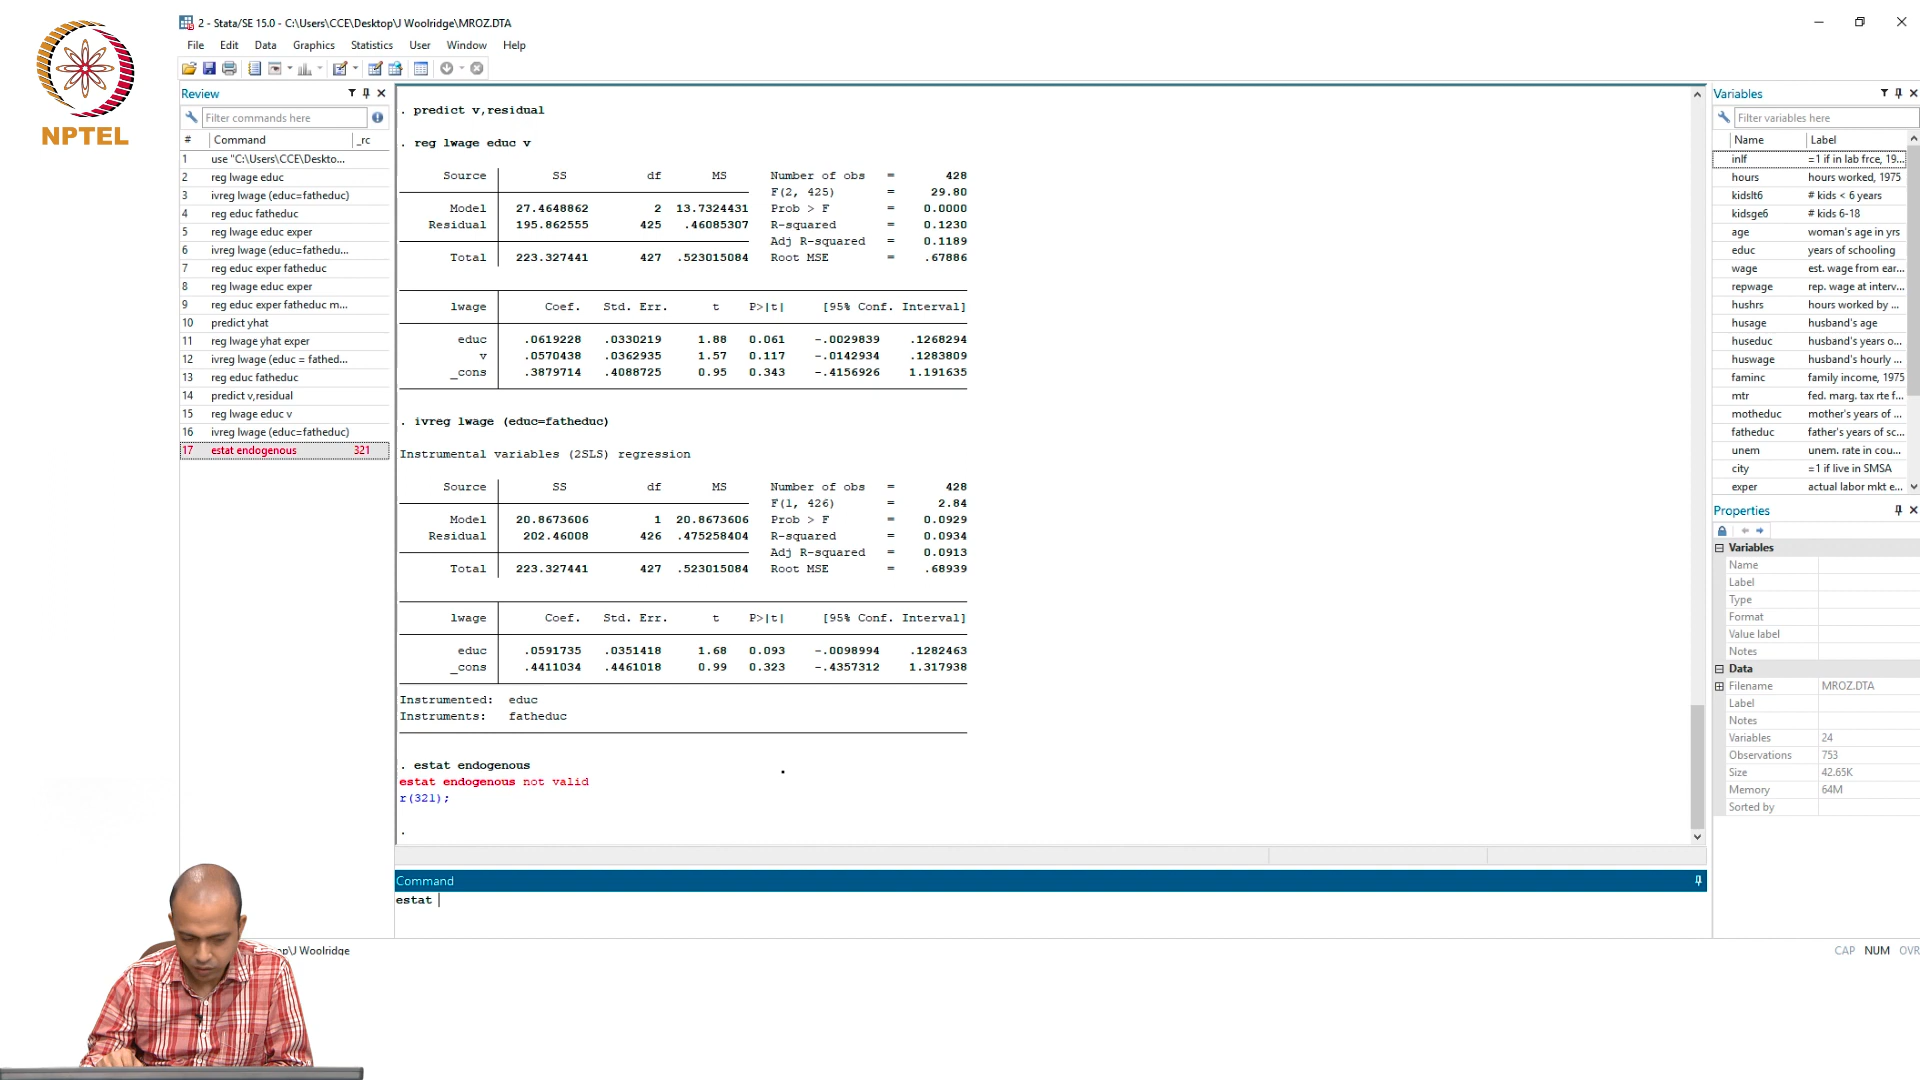 NPTEL
2 - Stata/SE 15.0 - C:\Users\CCE\Desktop\J Woolridge\MROZ.DTA
File Edit Data Graphics Statistics User Window Help
Review
Filter commands here
# Command _rc
1 use "C:\Users\CCE\Deskto...
2 reg lwage educ
3 ivreg lwage (educ=fatheduc)
4 reg educ fatheduc
5 reg lwage educ exper
6 ivreg lwage (educ=fathedu...
7 reg educ exper fatheduc
8 reg lwage educ exper
9 reg educ exper fatheduc m...
10 predict yhat
11 reg lwage yhat exper
12 ivreg lwage (educ = fathed...
13 reg educ fatheduc
14 predict v,residual
15 reg lwage educ v
16 ivreg lwage (educ=fatheduc)
17 estat endogenous 321
. predict v,residual
. reg lwage educ v
Source SS df MS Number of obs = 428
F(2, 425) = 29.80
Model 27.4648862 2 13.7324431 Prob > F = 0.0000
Residual 195.862555 425 .46085307 R-squared = 0.1230
Adj R-squared = 0.1189
Total 223.327441 427 .523015084 Root MSE = .67886
lwage Coef. Std. Err. t P>|t| [95% Conf. Interval]
educ .0619228 .0330219 1.88 0.061 -.0029839 .1268294
v .0570438 .0362935 1.57 0.117 -.0142934 .1283809
_cons .3879714 .4088725 0.95 0.343 -.4156926 1.191635
. ivreg lwage (educ=fatheduc)
Instrumental variables (2SLS) regression
Source SS df MS Number of obs = 428
F(1, 426) = 2.84
Model 20.8673606 1 20.8673606 Prob > F = 0.0929
Residual 202.46008 426 .475258404 R-squared = 0.0934
Adj R-squared = 0.0913
Total 223.327441 427 .523015084 Root MSE = .68939
lwage Coef. Std. Err. t P>|t| [95% Conf. Interval]
educ .0591735 .0351418 1.68 0.093 -.0098994 .1282463
_cons .4411034 .4461018 0.99 0.323 -.4357312 1.317938
Instrumented: educ
Instruments: fatheduc
. estat endogenous
estat endogenous not valid
r(321);
.
Command
estat
op\J Woolridge
Variables
Filter variables here
Name Label
inlf =1 if in lab frce, 19...
hours hours worked, 1975
kidslt6 # kids < 6 years
kidsge6 # kids 6-18
age woman's age in yrs
educ years of schooling
wage est. wage from ear...
repwage rep. wage at interv...
hushrs hours worked by ...
husage husband's age
huseduc husband's years o...
huswage husband's hourly ...
faminc family income, 1975
mtr fed. marg. tax rte f...
motheduc mother's years of ...
fatheduc father's years of sc...
unem unem. rate in cou...
city =1 if live in SMSA
exper actual labor mkt e...
Properties
Variables
Name
Label
Type
Format
Value label
Notes
Data
Filename MROZ.DTA
Label
Notes
Variables 24
Observations 753
Size 42.65K
Memory 64M
Sorted by
CAP NUM OVR